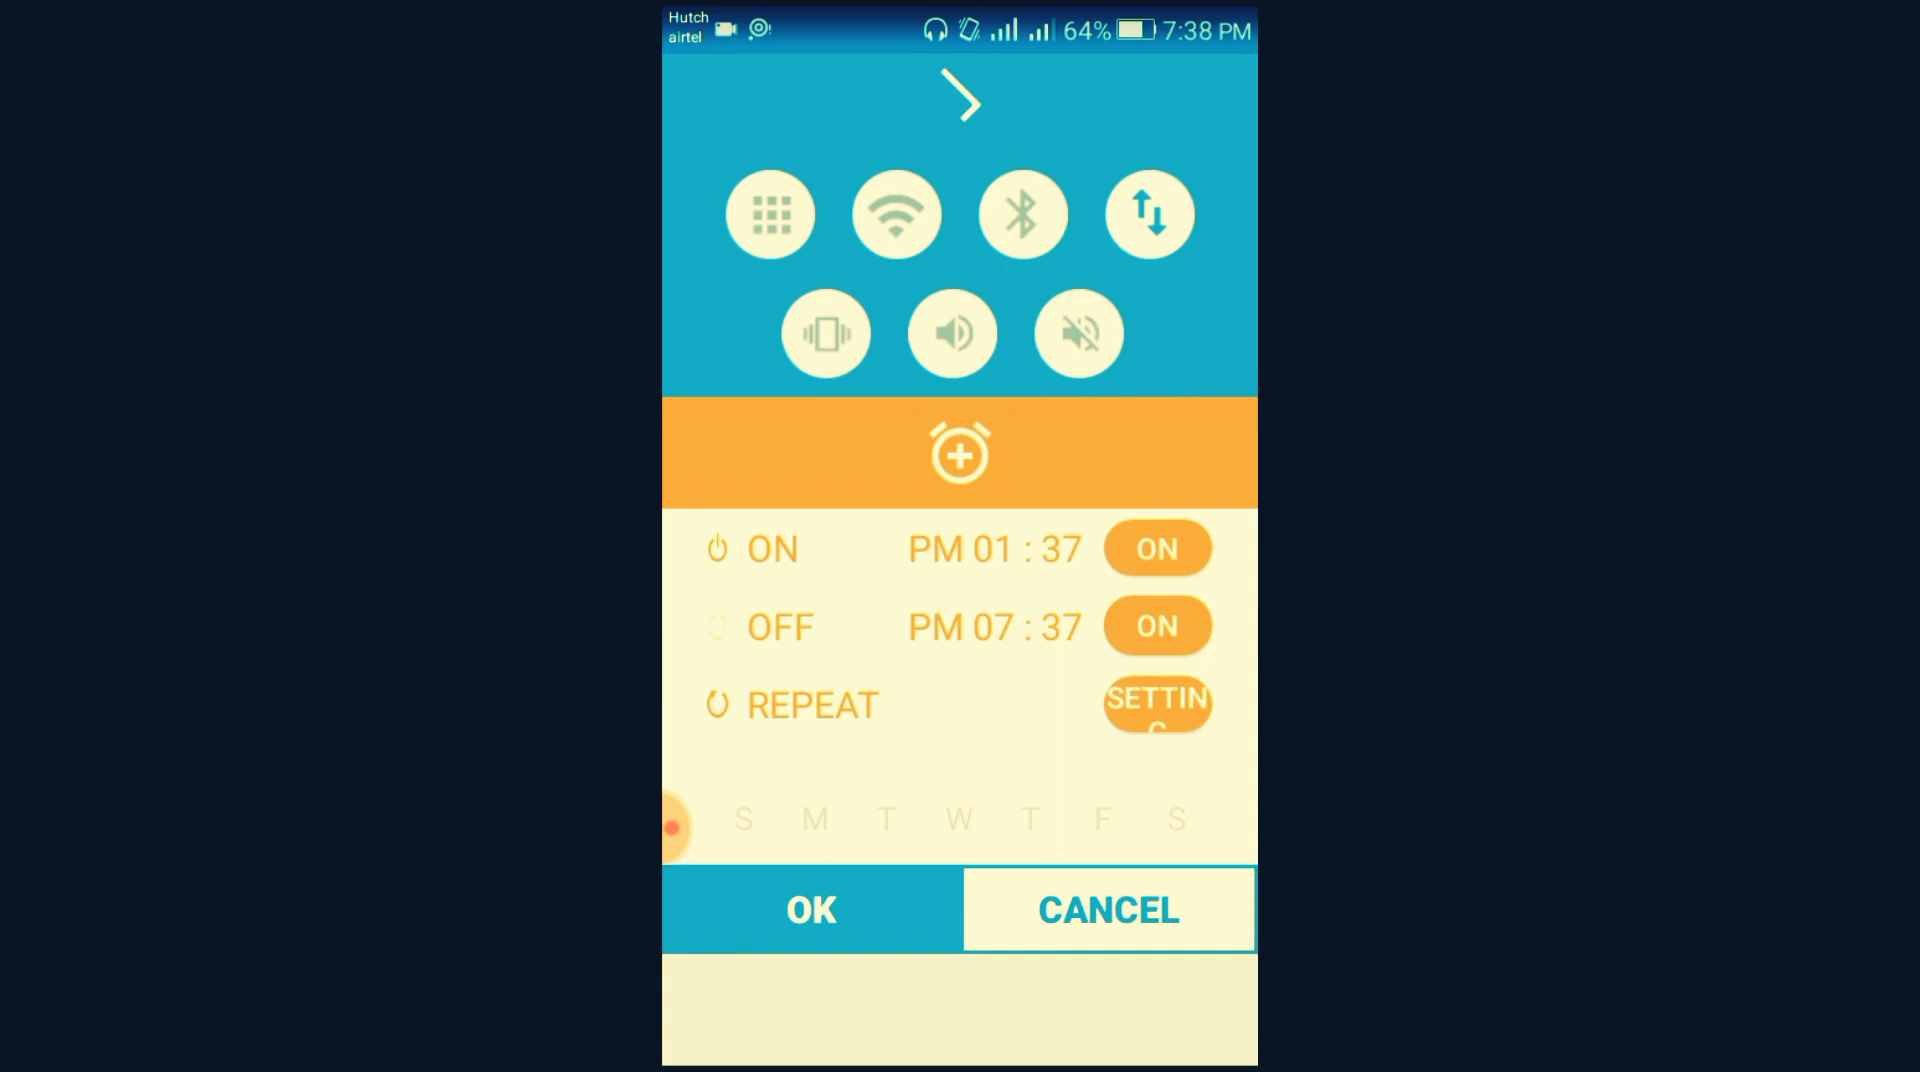 Hutch
airtel
64% 7:38 PM
ON PM 01 : 37 ON
OFF PM 07 : 37 ON
REPEAT SETTIN
G
S M T W T F S
OK CANCEL